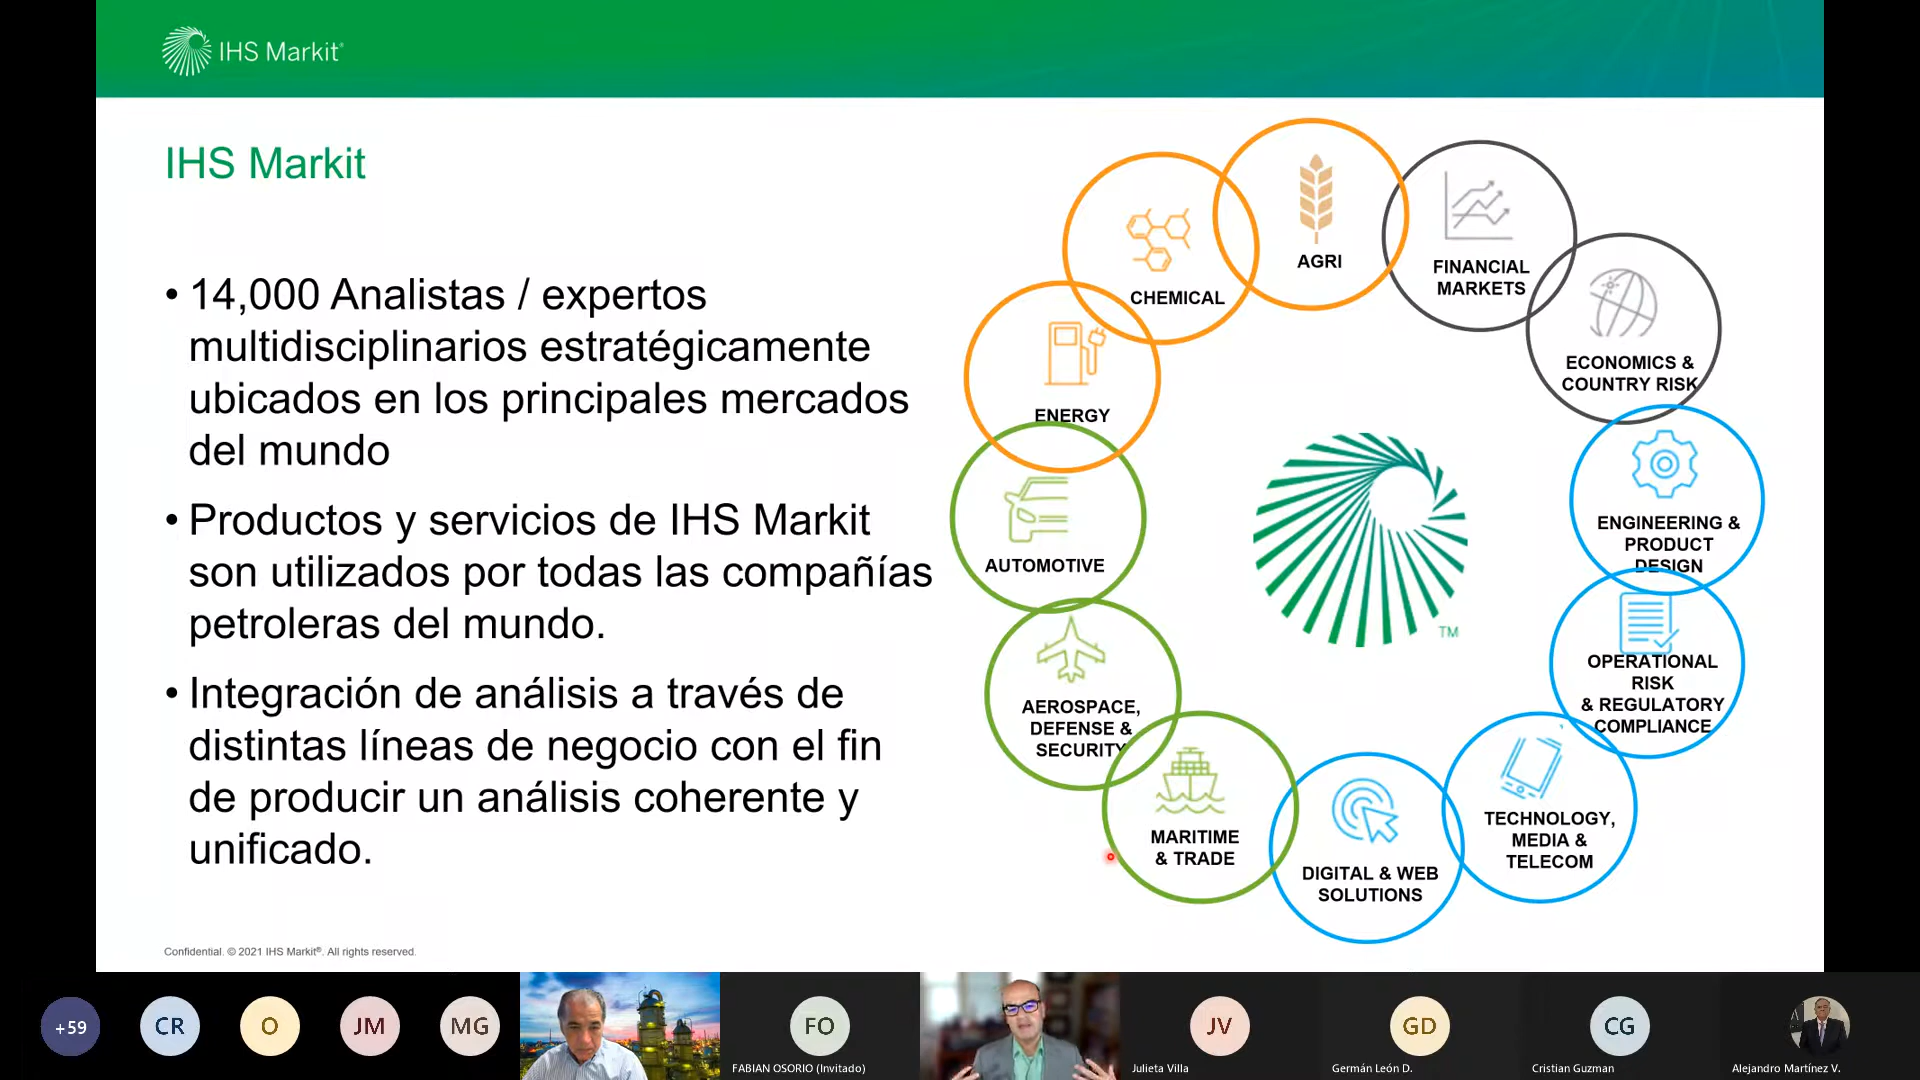 IHS Markit®
IHS Markit
• 14,000 Analistas / expertos
multidisciplinarios estratégicamente
ubicados en los principales mercados
del mundo
• Productos y servicios de IHS Markit
son utilizados por todas las compañías
petroleras del mundo.
• Integración de análisis a través de
distintas líneas de negocio con el fin
de producir un análisis coherente y
unificado.
AGRI
FINANCIAL
MARKETS
CHEMICAL
ECONOMICS &
COUNTRY RISK
ENERGY
ENGINEERING &
PRODUCT
DESIGN
AUTOMOTIVE
TM
OPERATIONAL
RISK
& REGULATORY
COMPLIANCE
AEROSPACE,
DEFENSE &
SECURITY
MARITIME
& TRADE
TECHNOLOGY,
MEDIA &
TELECOM
DIGITAL & WEB
SOLUTIONS
Confidential. © 2021 IHS Markit®. All rights reserved.
+59
CR
O
JM
MG
FO
FABIAN OSORIO (Invitado)
JV
Julieta Villa
GD
Germán León D.
CG
Cristian Guzman
Alejandro Martínez V.